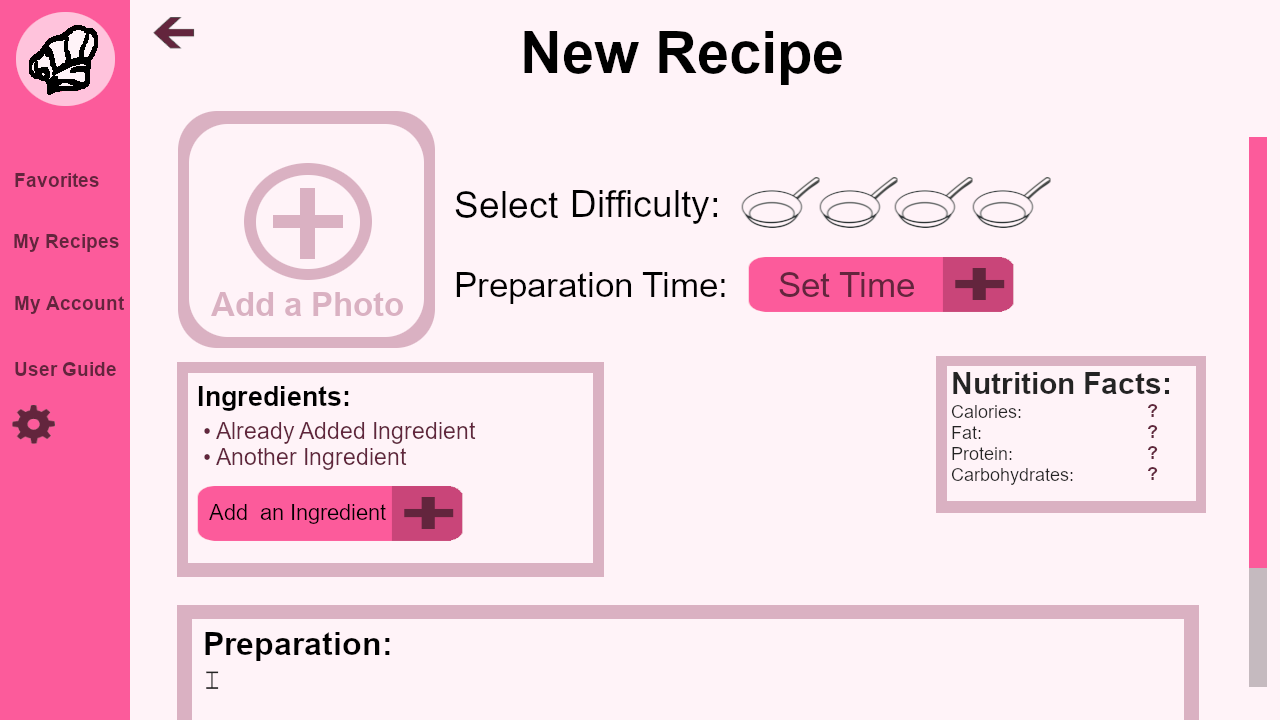 New Recipe
Favorites
My Recipes
My Account
User Guide
Add a Photo
Select Difficulty:
Preparation Time:
Set Time
Ingredients:
• Already Added Ingredient
• Another Ingredient
Add an Ingredient
Nutrition Facts:
Calories: ?
Fat: ?
Protein: ?
Carbohydrates: ?
Preparation: